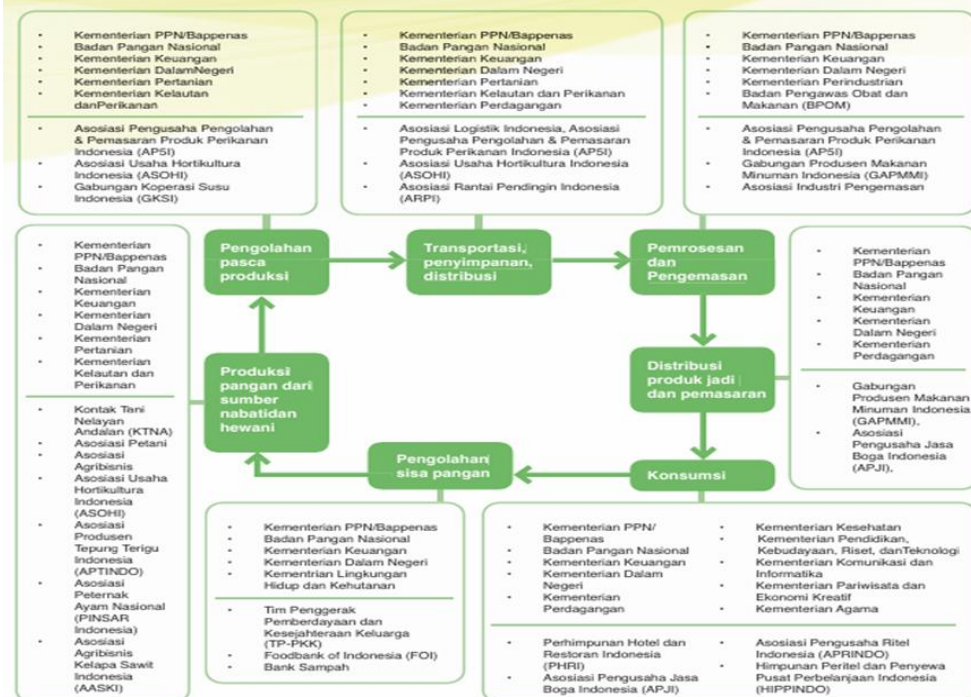 Kementerian PPN/Bappenas
Badan Pangan Nasional
Kementerian Keuangan
Kementerian DalamNegeri
Kementerian Pertanian
Kementerian Kelautan
danPerikanan
Asosiasi Pengusaha Pengolahan
& Pemasaran Produk Perikanan
Indonesia (AP5I)
Asosiasi Usaha Hortikultura
Indonesia (ASOHI)
Gabungan Koperasi Susu
Indonesia (GKSI)
Kementerian PPN/Bappenas
Badan Pangan Nasional
Kementerian Keuangan
Kementerian Dalam Negeri
Kementerian Pertanian
Kementerian Kelautan dan Perikanan
Kementerian Perdagangan
Asosiasi Logistik Indonesia, Asosiasi
Pengusaha Pengolahan & Pemasaran
Produk Perikanan Indonesia (AP5I)
Asosiasi Usaha Hortikultura Indonesia
(ASOHI)
Asosiasi Rantai Pendingin Indonesia
(ARPI)
Kementerian PPN/Bappenas
Badan Pangan Nasional
Kementerian Keuangan
Kementerian Dalam Negeri
Kementerian Perindustrian
Badan Pengawas Obat dan
Makanan (BPOM)
Asosiasi Pengusaha Pengolahan
& Pemasaran Produk Perikanan
Indonesia (AP5I)
Gabungan Produsen Makanan
Minuman Indonesia (GAPMMI)
Asosiasi Industri Pengemasan
Kementerian
PPN/Bappenas
Badan Pangan
Nasional
Kementerian
Keuangan
Kementerian
Dalam Negeri
Kementerian
Pertanian
Kementerian
Kelautan dan
Perikanan
Kontak Tani
Nelayan
Andalan (KTNA)
Asosiasi Petani
Asosiasi
Agribisnis
Asosiasi Usaha
Hortikultura
Indonesia
(ASOHI)
Asosiasi
Produsen
Tepung Terigu
Indonesia
(APTINDO)
Asosiasi
Peternak
Ayam Nasional
(PINSAR
Indonesia)
Asosiasi
Agribisnis
Kelapa Sawit
Indonesia
(AASKI)
Pengolahan
pasca
produksi
Transportasi,
penyimpanan,
distribusi
Pemrosesan
dan
Pengemasan
Produksi
pangan dari
sumber
nabatidan
hewani
Distribusi
produk jadi
dan pemasaran
Pengolahan
sisa pangan
Konsumsi
Kementerian
PPN/Bappenas
Badan Pangan
Nasional
Kementerian
Keuangan
Kementerian
Dalam Negeri
Kementerian
Perdagangan
Gabungan
Produsen Makanan
Minuman Indonesia
(GAPMMI),
Asosiasi
Pengusaha Jasa
Boga Indonesia
(APJI),
Kementerian PPN/Bappenas
Badan Pangan Nasional
Kementerian Keuangan
Kementerian Dalam Negeri
Kementrian Lingkungan
Hidup dan Kehutanan
Tim Penggerak
Pemberdayaan dan
Kesejahteraan Keluarga
(TP-PKK)
Foodbank of Indonesia (FOI)
Bank Sampah
Kementerian PPN/
Bappenas
Badan Pangan Nasional
Kementerian Keuangan
Kementerian Dalam
Negeri
Kementerian
Perdagangan
Kementerian Kesehatan
Kementerian Pendidikan,
Kebudayaan, Riset, danTeknologi
Kementerian Komunikasi dan
Informatika
Kementerian Pariwisata dan
Ekonomi Kreatif
Kementerian Agama
Perhimpunan Hotel dan
Restoran Indonesia
(PHRI)
Asosiasi Pengusaha Jasa
Boga Indonesia (APJI)
Asosiasi Pengusaha Ritel
Indonesia (APRINDO)
Himpunan Peritel dan Penyewa
Pusat Perbelanjaan Indonesia
(HIPPINDO)